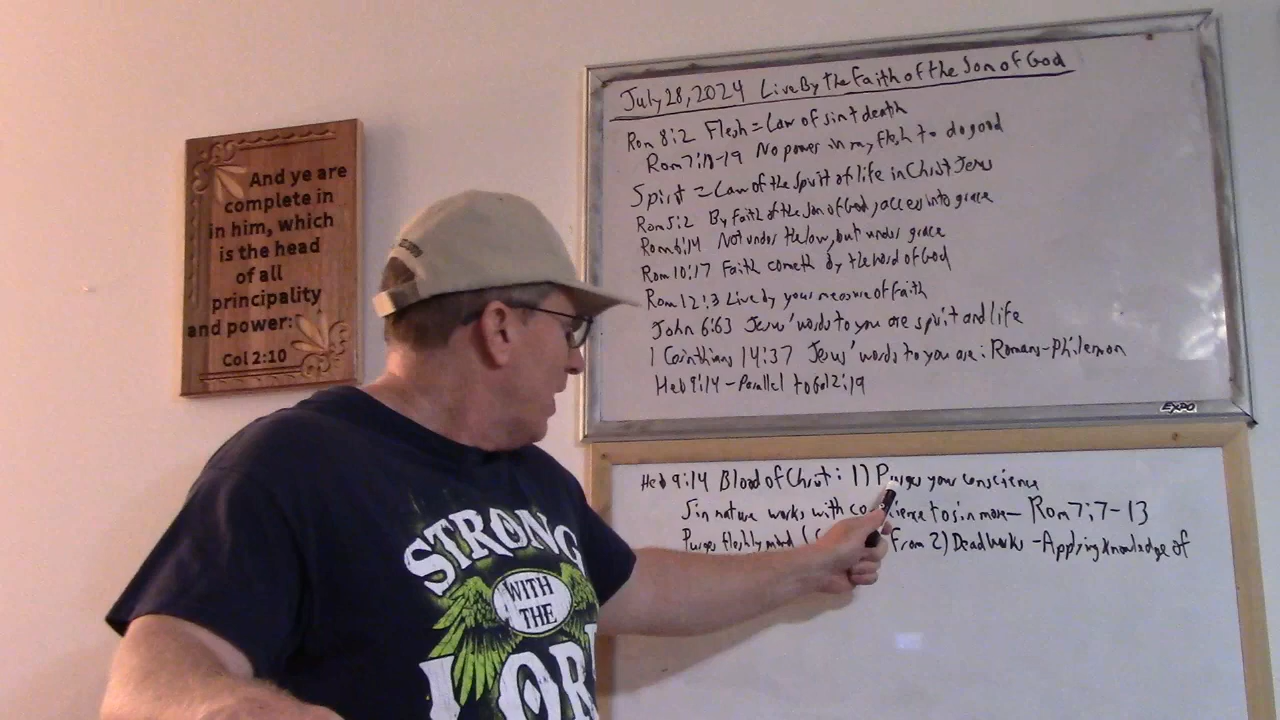 And ye are
complete in
in him, which
is the head
of all
principality
and power:
Col 2:10
July 28, 2024 Live By the Faith of the Son of God
Rom 8:2 Flesh = Law of sin + death
Rom 7:18-19 No power in my flesh to do good
Spirit = Law of the Spirit of life in Christ Jesus
Rom 5:2 By faith of the Son of God, access into grace
Rom 6:14 Not under the law, but under grace
Rom 10:17 Faith cometh by the word of God
Rom 12:3 Live by your measure of faith
John 6:63 Jesus' words to you are spirit and life
1 Corinthians 14:37 Jesus' words to you are: Romans-Philemon
Heb 9:14 - Parallel to Gal 2:19
EXPO
Heb 9:14 Blood of Christ: 1) Purges your conscience
Sin nature works with to sin more - Rom 7:7-13
Purges fleshly mind ( from 2) Dead works - Applying knowledge of
STRONG
WITH
THE
LOR